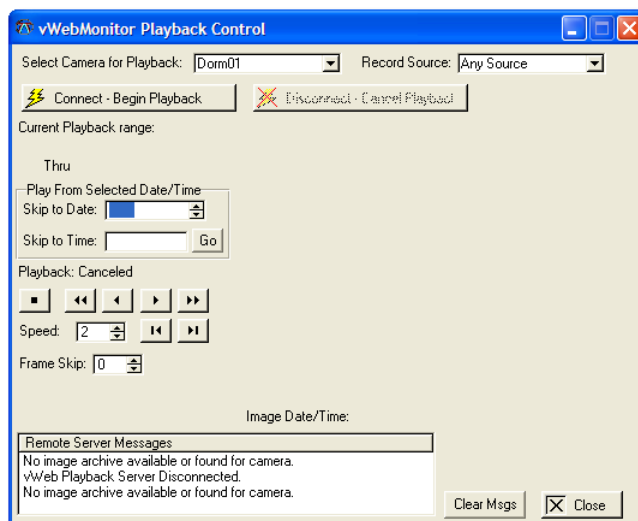 vWebMonitor Playback Control
Select Camera for Playback: Dorm01 Record Source: Any Source
Connect - Begin Playback Disconnect - Cancel Playback
Current Playback range:
Thru
Play From Selected Date/Time
Skip to Date:
Skip to Time: Go
Playback: Canceled
Speed: 2
Frame Skip: 0
Image Date/Time:
Remote Server Messages
No image archive available or found for camera.
vWeb Playback Server Disconnected.
No image archive available or found for camera.
Clear Msgs Close